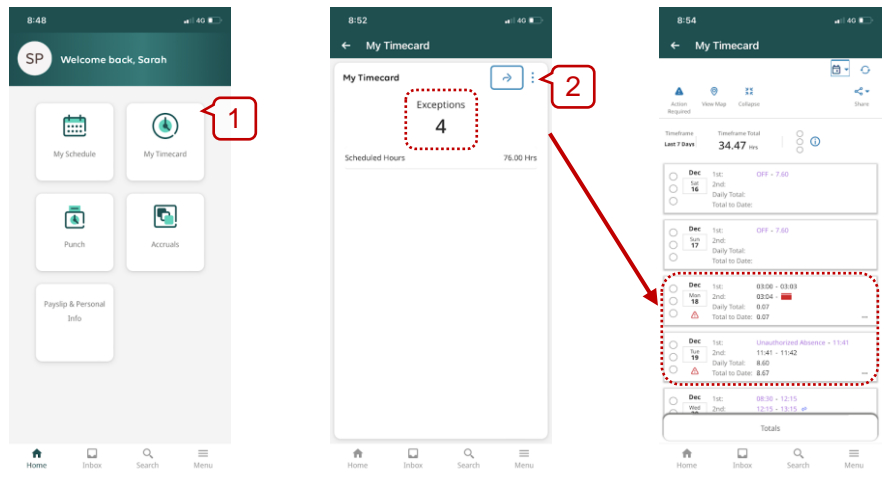 8:48
4G
SP
Welcome back, Sarah
1
My Schedule
My Timecard
Punch
Accruals
Payslip & Personal
Info
Home Inbox Search Menu
8:52
4G
My Timecard
My Timecard
2
Exceptions
4
Scheduled Hours 76.00 Hrs
Home Inbox Search Menu
8:54
4G
My Timecard
Action
Required
View Map
Collapse
Share
Timeframe
Last 7 Days
Timeframe Total
34.47 Hrs
Dec 1st: OFF - 7.60
Sat 2nd:
16 Daily Total:
Total to Date:
Dec 1st: OFF - 7.60
Sun 2nd:
17 Daily Total:
Total to Date:
Dec 1st: 03:00 - 03:03
Mon 2nd: 03:04 -
18 Daily Total: 0.07
Total to Date: 0.07
Dec 1st: Unauthorized Absence - 11:41
Tue 2nd: 11:41 - 11:42
19 Daily Total: 8.60
Total to Date: 8.67
Dec 1st: 08:30 - 12:15
Wed 2nd: 12:15 - 13:15
Totals
Home Inbox Search Menu